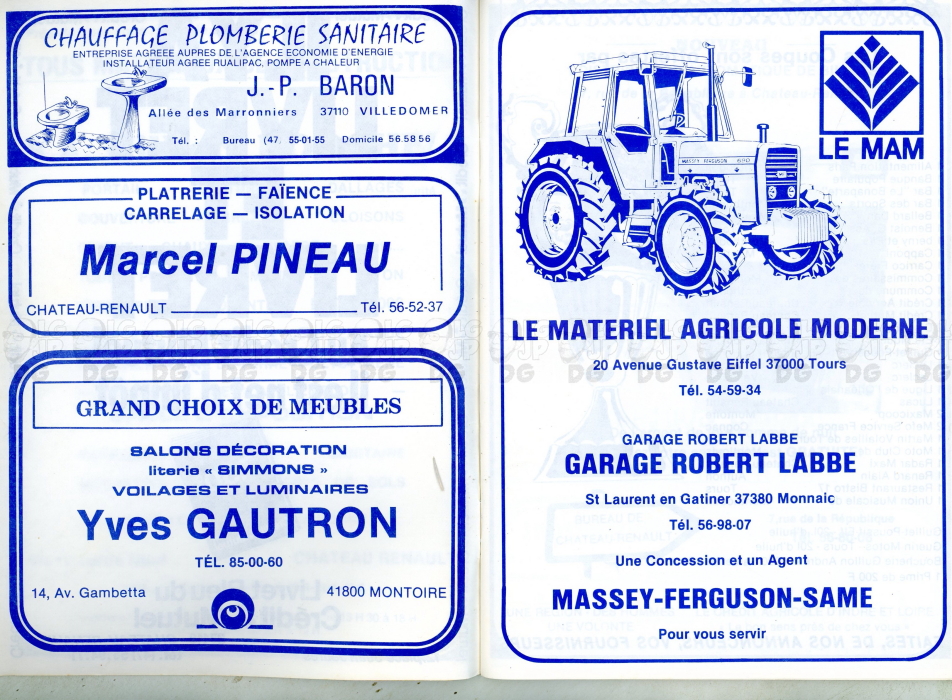 CHAUFFAGE PLOMBERIE SANITAIRE
ENTREPRISE AGREEE AUPRES DE L'AGENCE ECONOMIE D'ENERGIE
INSTALLATEUR AGREE RUALIPAC, POMPE A CHALEUR
J.-P. BARON
Allée des Marronniers 37110 VILLEDOMER
Tél. : Bureau (47. 55-01-55 Domicile 56.58 56
PLATRERIE — FAÏENCE
CARRELAGE — ISOLATION
Marcel PINEAU
CHATEAU-RENAULT Tél. 56-52-37
GRAND CHOIX DE MEUBLES
SALONS DÉCORATION
literie « SIMMONS »
VOILAGES ET LUMINAIRES
Yves GAUTRON
TÉL. 85-00-60
14, Av. Gambetta 41800 MONTOIRE
MASSEY FERGUSON 690
LE MAM
LE MATERIEL AGRICOLE MODERNE
20 Avenue Gustave Eiffel 37000 Tours
Tél. 54-59-34
GARAGE ROBERT LABBE
GARAGE ROBERT LABBE
St Laurent en Gatiner 37380 Monnaic
Tél. 56-98-07
Une Concession et un Agent
MASSEY-FERGUSON-SAME
Pour vous servir